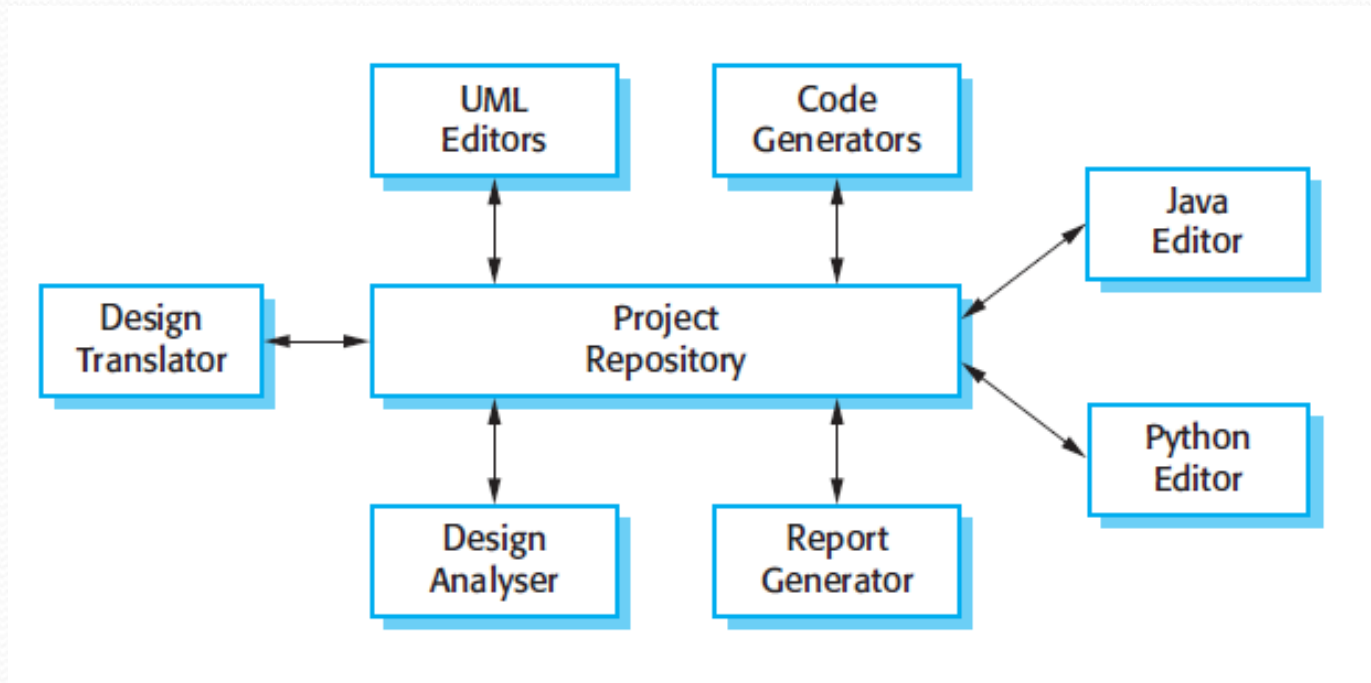 UML
Editors
Code
Generators
Java
Editor
Design
Translator
Project
Repository
Python
Editor
Design
Analyser
Report
Generator